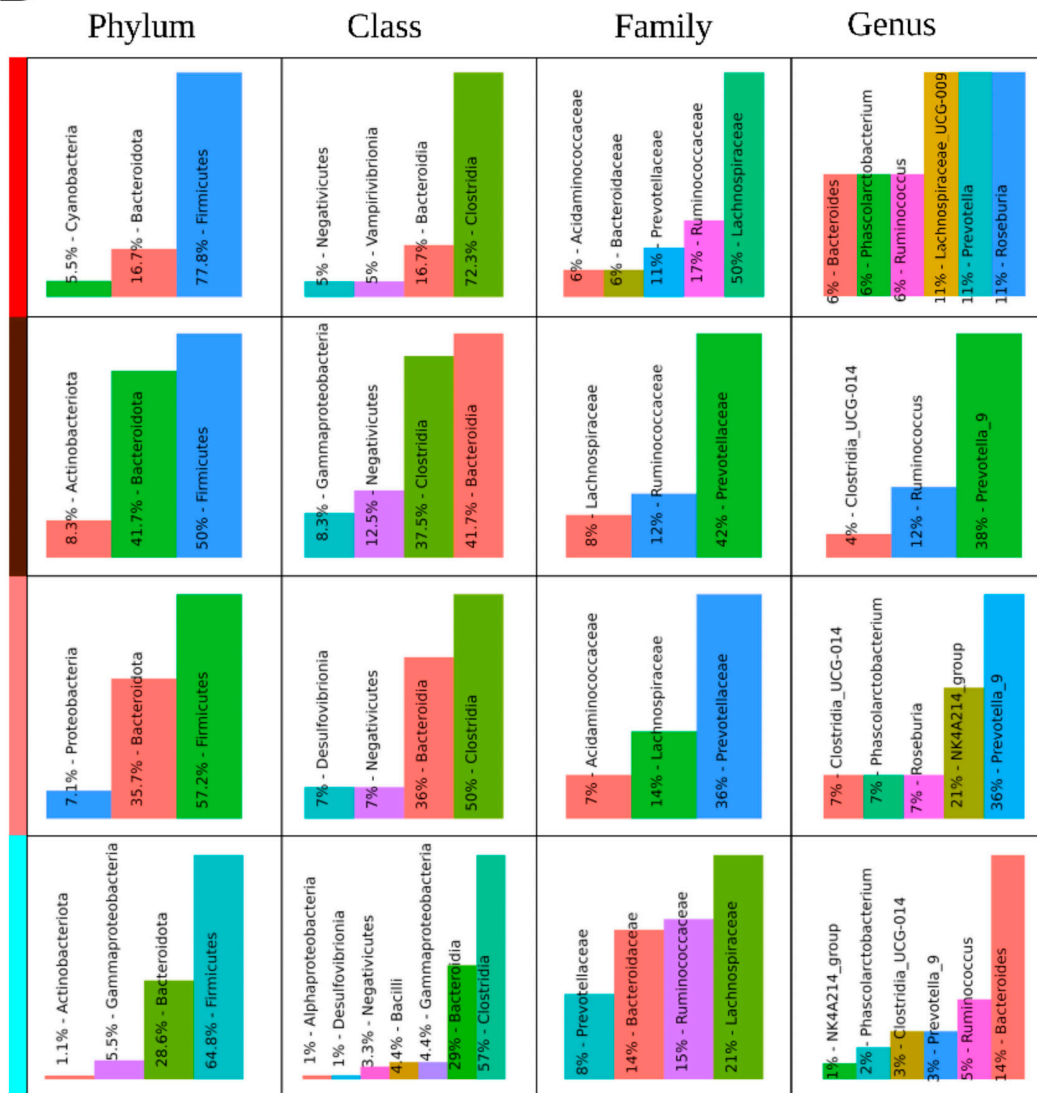 Phylum
Class
Family
Genus
5.5% - Cyanobacteria
16.7% - Bacteroidota
77.8% - Firmicutes
5% - Negativicutes
5% - Vampirivibrionia
16.7% - Bacteroidia
72.3% - Clostridia
6% - Acidaminococcaceae
6% - Bacteroidaceae
11% - Prevotellaceae
17% - Ruminococcaceae
50% - Lachnospiraceae
6% - Bacteroides
6% - Phascolarctobacterium
6% - Ruminococcus
11% - Lachnospiraceae_UCG-009
11% - Prevotella
11% - Roseburia
8.3% - Actinobacteriota
41.7% - Bacteroidota
50% - Firmicutes
8.3% - Gammaproteobacteria
12.5% - Negativicutes
37.5% - Clostridia
41.7% - Bacteroidia
8% - Lachnospiraceae
12% - Ruminococcaceae
42% - Prevotellaceae
4% - Clostridia_UCG-014
12% - Ruminococcus
38% - Prevotella_9
7.1% - Proteobacteria
35.7% - Bacteroidota
57.2% - Firmicutes
7% - Desulfovibrionia
7% - Negativicutes
36% - Bacteroidia
50% - Clostridia
7% - Acidaminococcaceae
14% - Lachnospiraceae
36% - Prevotellaceae
7% - Clostridia_UCG-014
7% - Phascolarctobacterium
7% - Roseburia
21% - NK4A214_group
36% - Prevotella_9
1.1% - Actinobacteriota
5.5% - Gammaproteobacteria
28.6% - Bacteroidota
64.8% - Firmicutes
1% - Alphaproteobacteria
1% - Desulfovibrionia
3.3% - Negativicutes
4.4% - Bacilli
4.4% - Gammaproteobacteria
29% - Bacteroidia
57% - Clostridia
8% - Prevotellaceae
14% - Bacteroidaceae
15% - Ruminococcaceae
21% - Lachnospiraceae
1% - NK4A214_group
2% - Phascolarctobacterium
3% - Clostridia_UCG-014
3% - Prevotella_9
5% - Ruminococcus
14% - Bacteroides